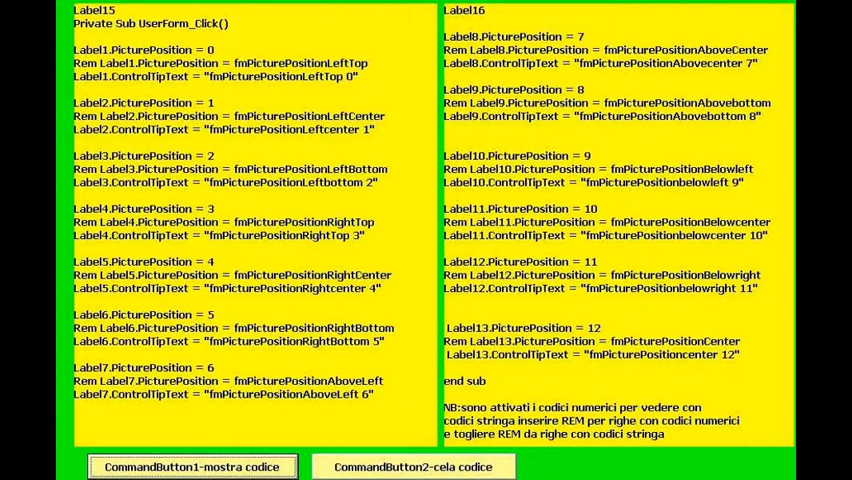 Label15
Private Sub UserForm_Click()
Label1.PicturePosition = 0
Rem Label1.PicturePosition = fmPicturePositionLeftTop
Label1.ControlTipText = "fmPicturePositionLeftTop 0"
Label2.PicturePosition = 1
Rem Label2.PicturePosition = fmPicturePositionLeftCenter
Label2.ControlTipText = "fmPicturePositionLeftcenter 1"
Label3.PicturePosition = 2
Rem Label3.PicturePosition = fmPicturePositionLeftBottom
Label3.ControlTipText = "fmPicturePositionLeftbottom 2"
Label4.PicturePosition = 3
Rem Label4.PicturePosition = fmPicturePositionRightTop
Label4.ControlTipText = "fmPicturePositionRightTop 3"
Label5.PicturePosition = 4
Rem Label5.PicturePosition = fmPicturePositionRightCenter
Label5.ControlTipText = "fmPicturePositionRightcenter 4"
Label6.PicturePosition = 5
Rem Label6.PicturePosition = fmPicturePositionRightBottom
Label6.ControlTipText = "fmPicturePositionRightBottom 5"
Label7.PicturePosition = 6
Rem Label7.PicturePosition = fmPicturePositionAboveLeft
Label7.ControlTipText = "fmPicturePositionAboveLeft 6"
Label16
Label8.PicturePosition = 7
Rem Label8.PicturePosition = fmPicturePositionAboveCenter
Label8.ControlTipText = "fmPicturePositionAbovecenter 7"
Label9.PicturePosition = 8
Rem Label9.PicturePosition = fmPicturePositionAbovebottom
Label9.ControlTipText = "fmPicturePositionAbovebottom 8"
Label10.PicturePosition = 9
Rem Label10.PicturePosition = fmPicturePositionBelowleft
Label10.ControlTipText = "fmPicturePositionbelowleft 9"
Label11.PicturePosition = 10
Rem Label11.PicturePosition = fmPicturePositionBelowcenter
Label11.ControlTipText = "fmPicturePositionbelowcenter 10"
Label12.PicturePosition = 11
Rem Label12.PicturePosition = fmPicturePositionBelowright
Label12.ControlTipText = "fmPicturePositionbelowright 11"
Label13.PicturePosition = 12
Rem Label13.PicturePosition = fmPicturePositionCenter
Label13.ControlTipText = "fmPicturePositioncenter 12"
end sub
NB:sono attivati i codici numerici per vedere con
codici stringa inserire REM per righe con codici numerici
e togliere REM da righe con codici stringa
CommandButton1-mostra codice
CommandButton2-cela codice